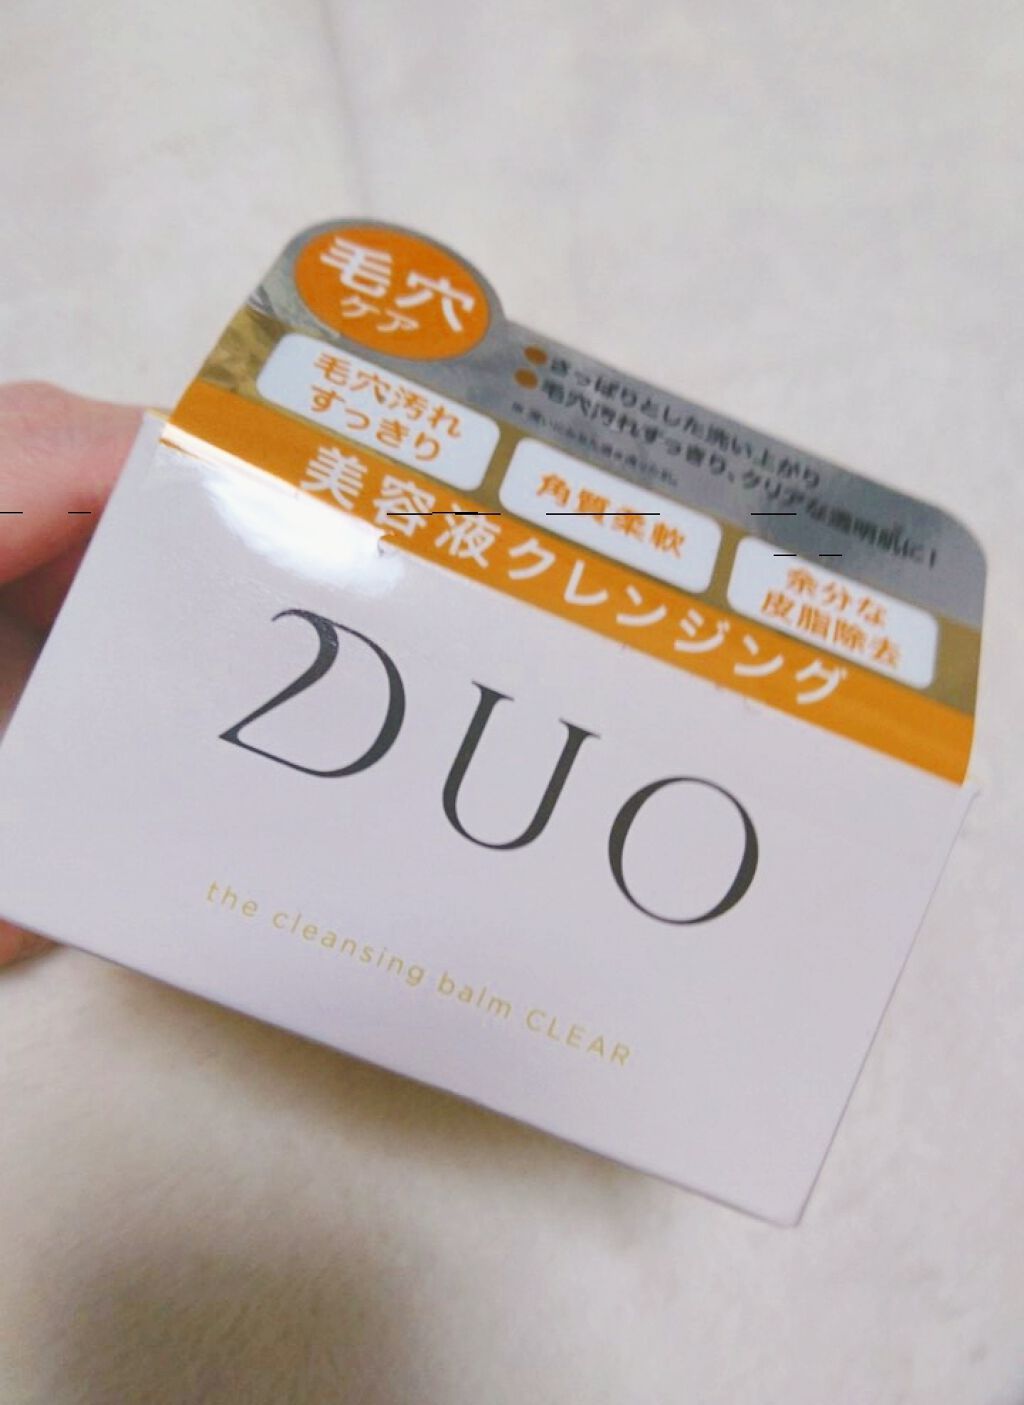 毛穴
ケア
さっぱりとした洗い上がり
毛穴汚れすっきり、クリアな透明肌に!
毛穴汚れ
すっきり
角質柔軟
余分な
皮脂除去
美容液クレンジング
DUO
the cleansing balm CLEAR